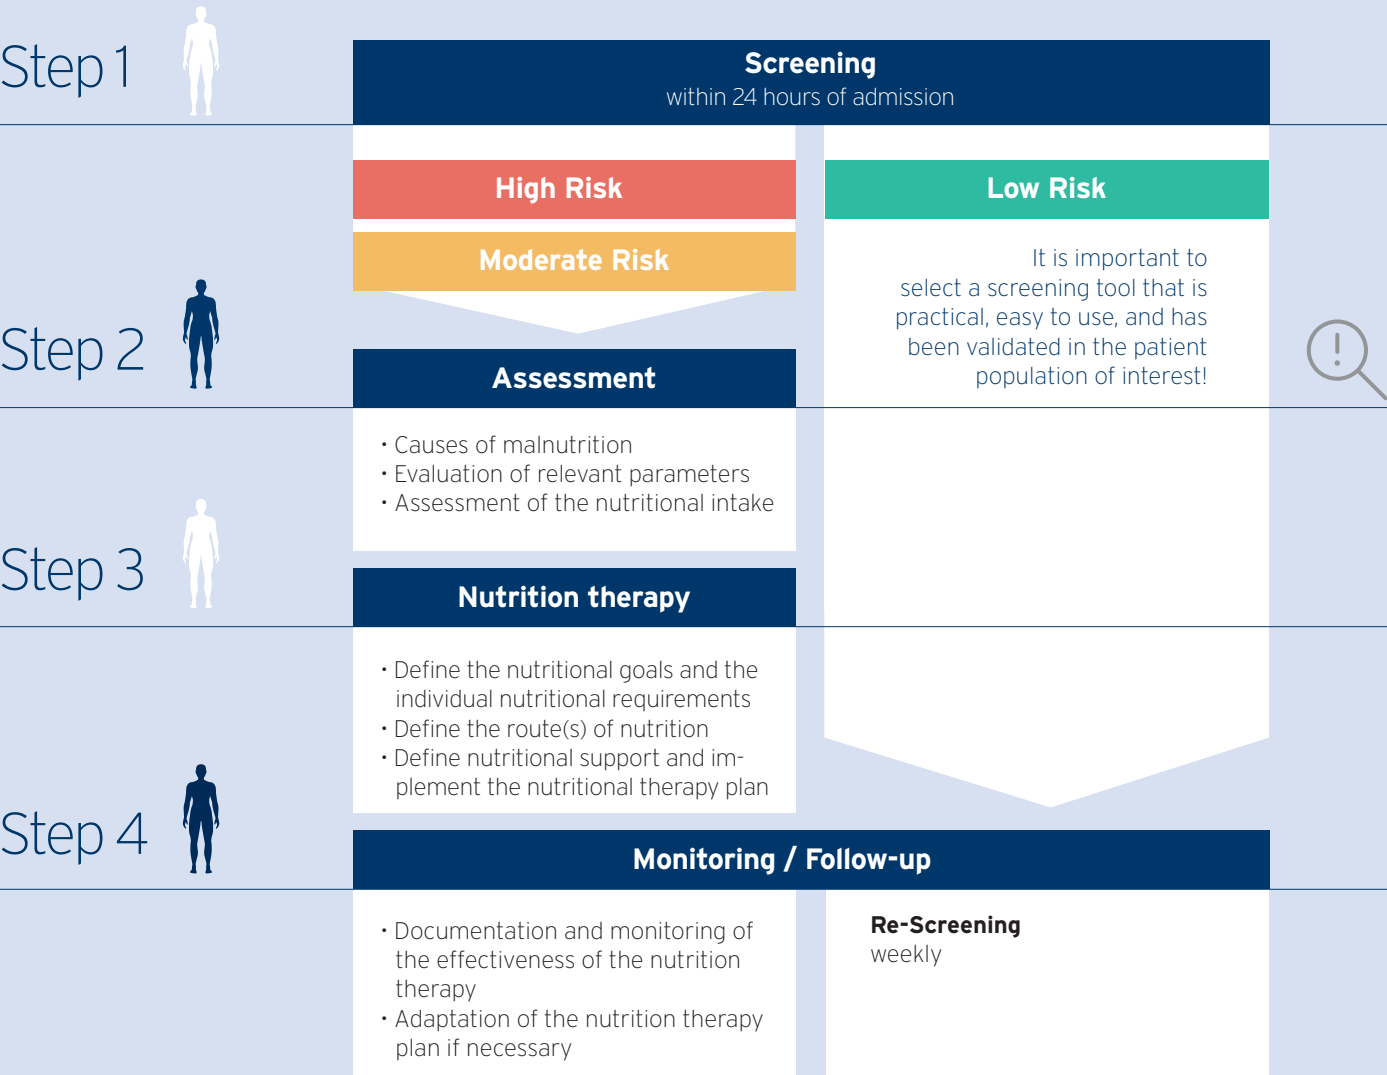 Step 1
Screening
within 24 hours of admission
High Risk
Moderate Risk
Low Risk
It is important to
select a screening tool that is
practical, easy to use, and has
been validated in the patient
population of interest!
Step 2
Assessment
· Causes of malnutrition
· Evaluation of relevant parameters
· Assessment of the nutritional intake
Step 3
Nutrition therapy
· Define the nutritional goals and the
individual nutritional requirements
· Define the route(s) of nutrition
· Define nutritional support and im-
plement the nutritional therapy plan
Step 4
Monitoring / Follow-up
· Documentation and monitoring of
the effectiveness of the nutrition
therapy
· Adaptation of the nutrition therapy
plan if necessary
Re-Screening
weekly